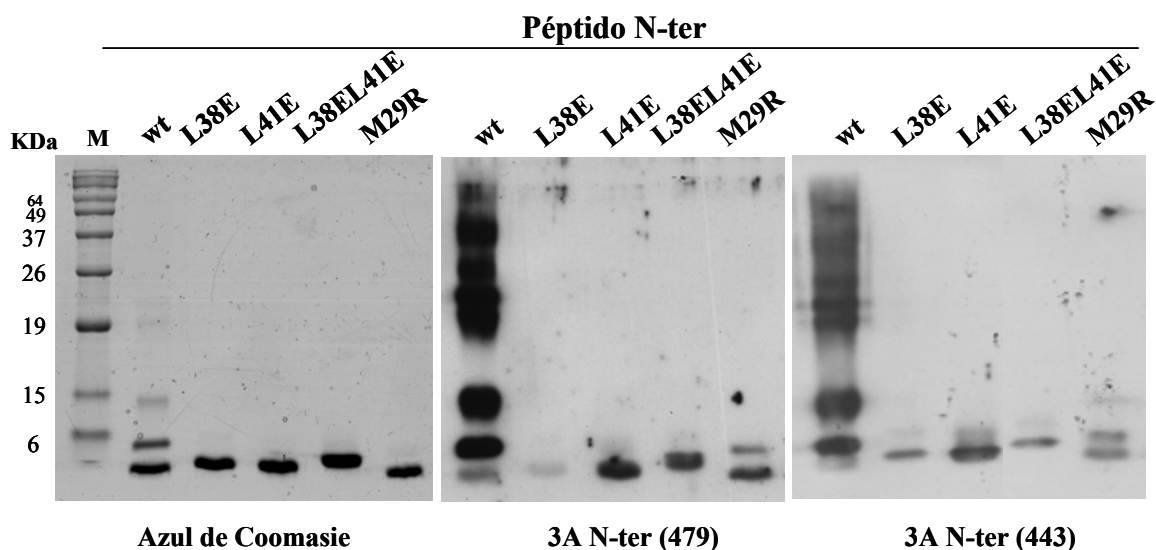 Péptido N-ter
KDa M wt L38E L41E L38EL41E M29R wt L38E L41E L38EL41E M29R wt L38E L41E L38EL41E M29R
64
49
37
26
19
15
6
Azul de Coomasie 3A N-ter (479) 3A N-ter (443)